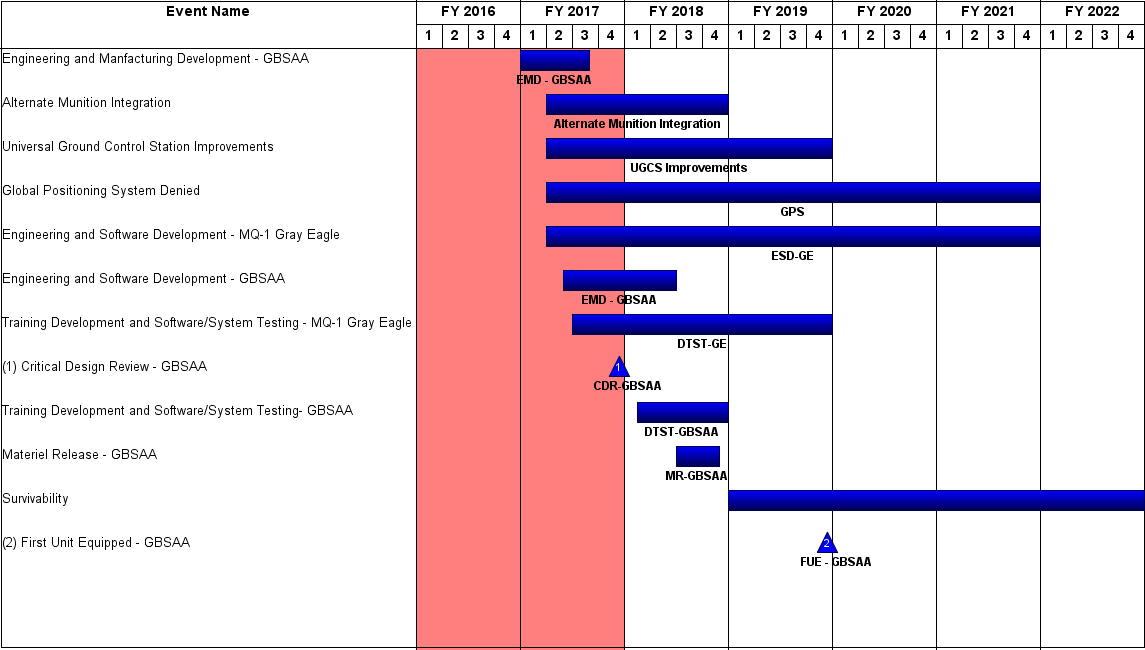 Event Name FY 2016 FY 2017 FY 2018 FY 2019 FY 2020 FY 2021 FY 2022
1 2 3 4 1 2 3 4 1 2 3 4 1 2 3 4 1 2 3 4 1 2 3 4 1 2 3 4
Engineering and Manfacturing Development - GBSAA
EMD - GBSAA
Alternate Munition Integration
Alternate Munition Integration
Universal Ground Control Station Improvements
UGCS Improvements
Global Positioning System Denied
GPS
Engineering and Software Development - MQ-1 Gray Eagle
ESD-GE
Engineering and Software Development - GBSAA
EMD - GBSAA
Training Development and Software/System Testing - MQ-1 Gray Eagle
DTST-GE
(1) Critical Design Review - GBSAA 1
CDR-GBSAA
Training Development and Software/System Testing- GBSAA
DTST-GBSAA
Materiel Release - GBSAA
MR-GBSAA
Survivability
(2) First Unit Equipped - GBSAA 2
FUE - GBSAA